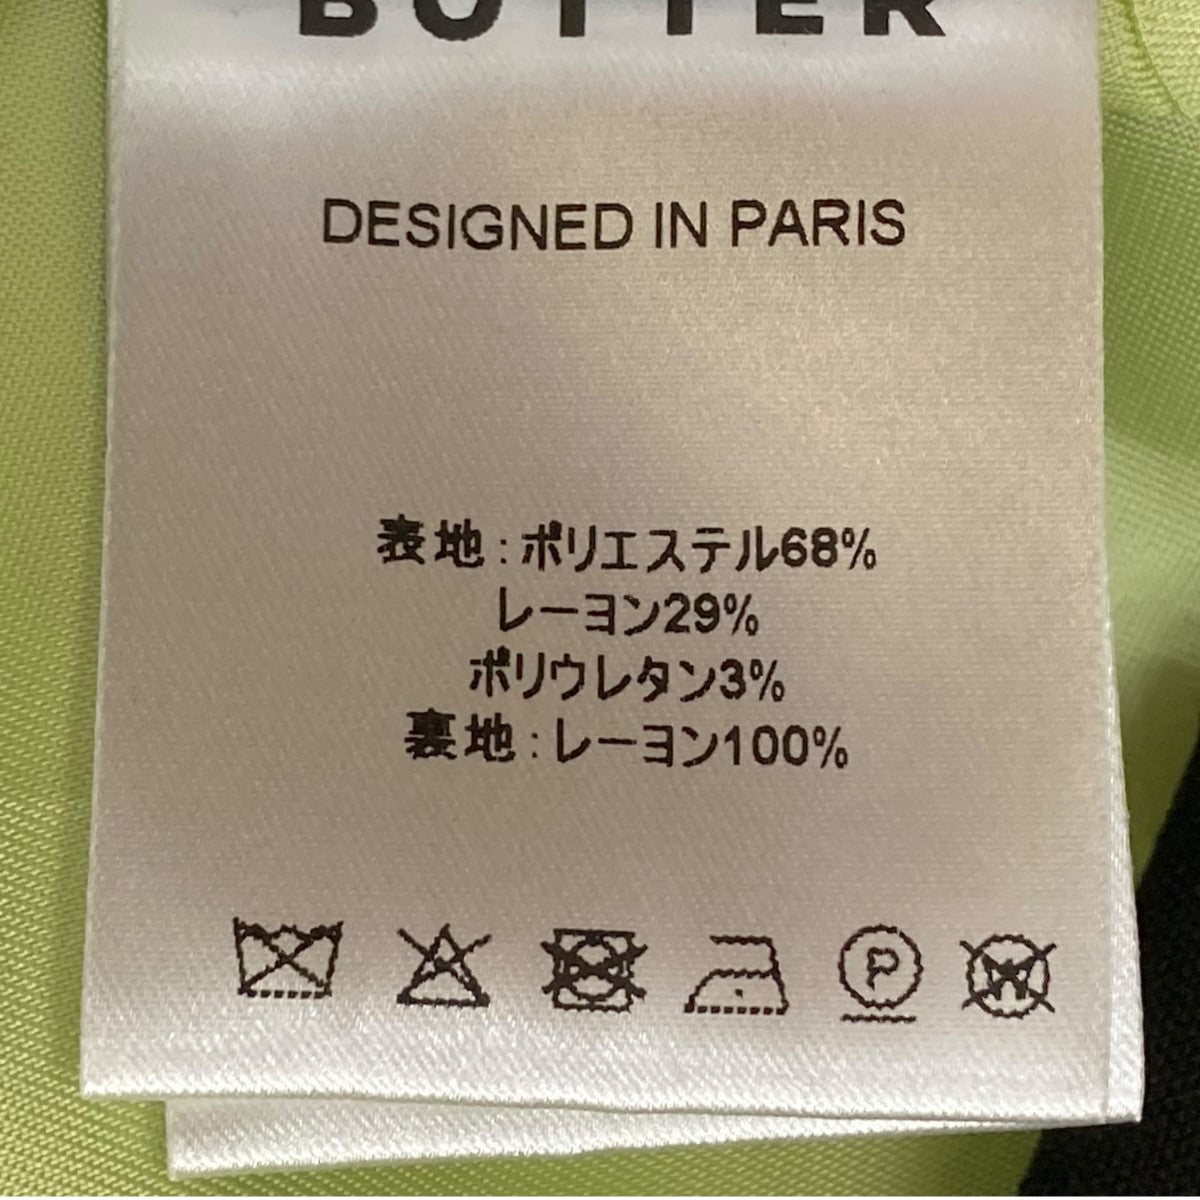 BUTTER
DESIGNED IN PARIS
表地:ポリエステル68%
レーヨン29%
ポリウレタン3%
裏地:レーヨン100%
P W